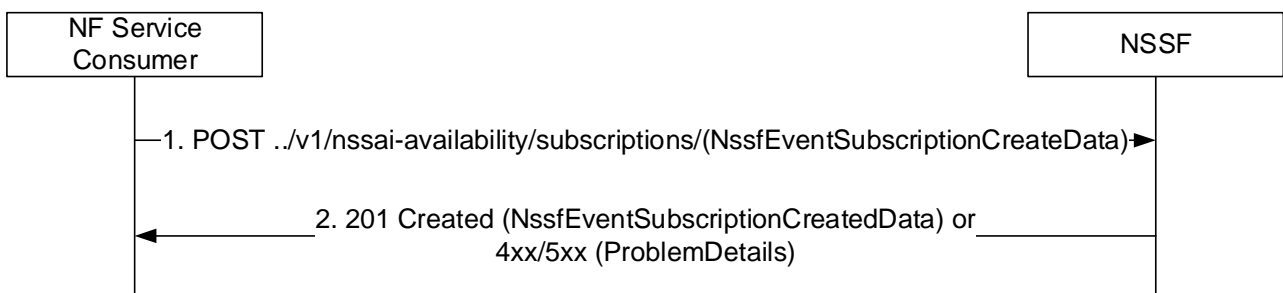 NF Service
Consumer
NSSF
1. POST ../v1/nssai-availability/subscriptions/(NssfEventSubscriptionCreateData)
2. 201 Created (NssfEventSubscriptionCreatedData) or
4xx/5xx (ProblemDetails)